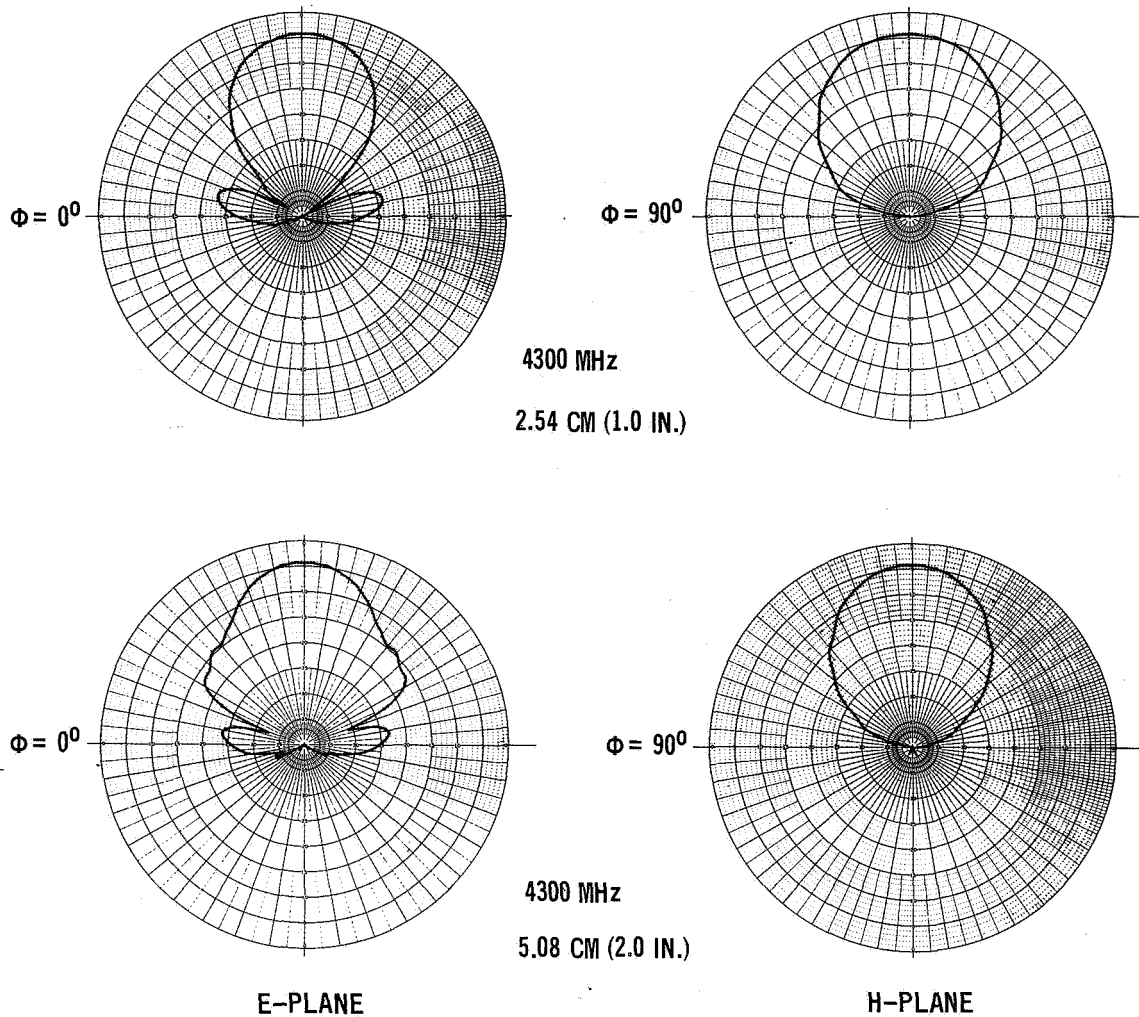 Φ = 0⁰
Φ = 90⁰
4300 MHz
2.54 CM (1.0 IN.)
Φ = 0⁰
Φ = 90⁰
4300 MHz
5.08 CM (2.0 IN.)
E-PLANE
H-PLANE